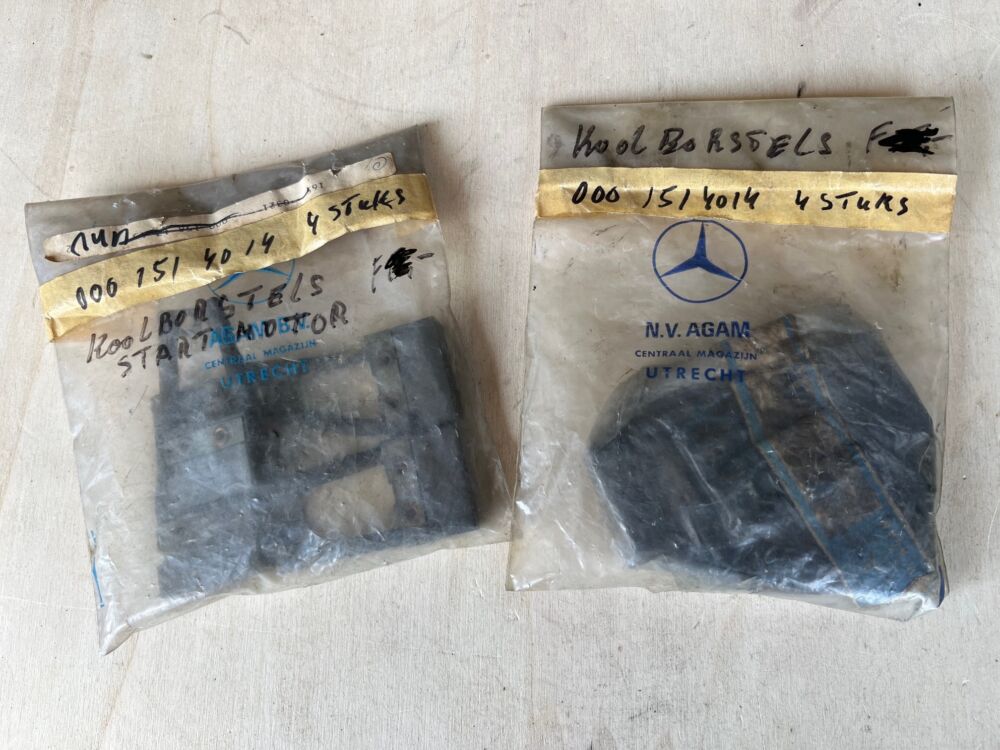 000 151 40 14 4 STUKS
KoolBORSTELS
STARTMOTOR
AGAM B.V.
CENTRAAL MAGAZIJN
UTRECHT
KoolBORSTELS
000 151 4014 4 STUKS
N.V. AGAM
CENTRAAL MAGAZIJN
UTRECHT